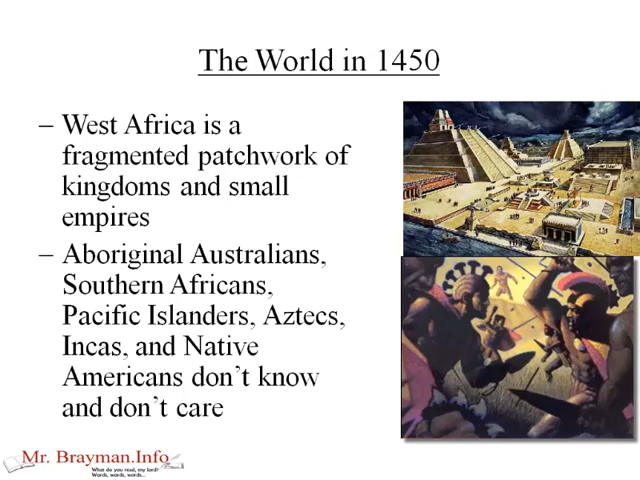 The World in 1450
– West Africa is a
fragmented patchwork of
kingdoms and small
empires
– Aboriginal Australians,
Southern Africans,
Pacific Islanders, Aztecs,
Incas, and Native
Americans don't know
and don't care
Mr. Brayman.Info
What do you read, my lord?
Words, words, words...